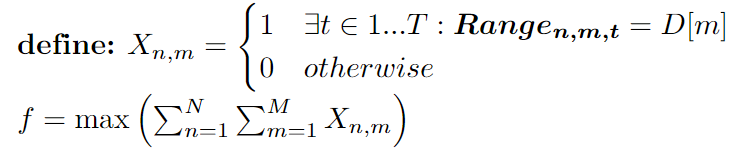 define: X_{n,m} = { 1 ∃t ∈ 1...T : Range_{n,m,t} = D[m]
0 otherwise
f = max ( ∑_{n=1}^{N} ∑_{m=1}^{M} X_{n,m} )